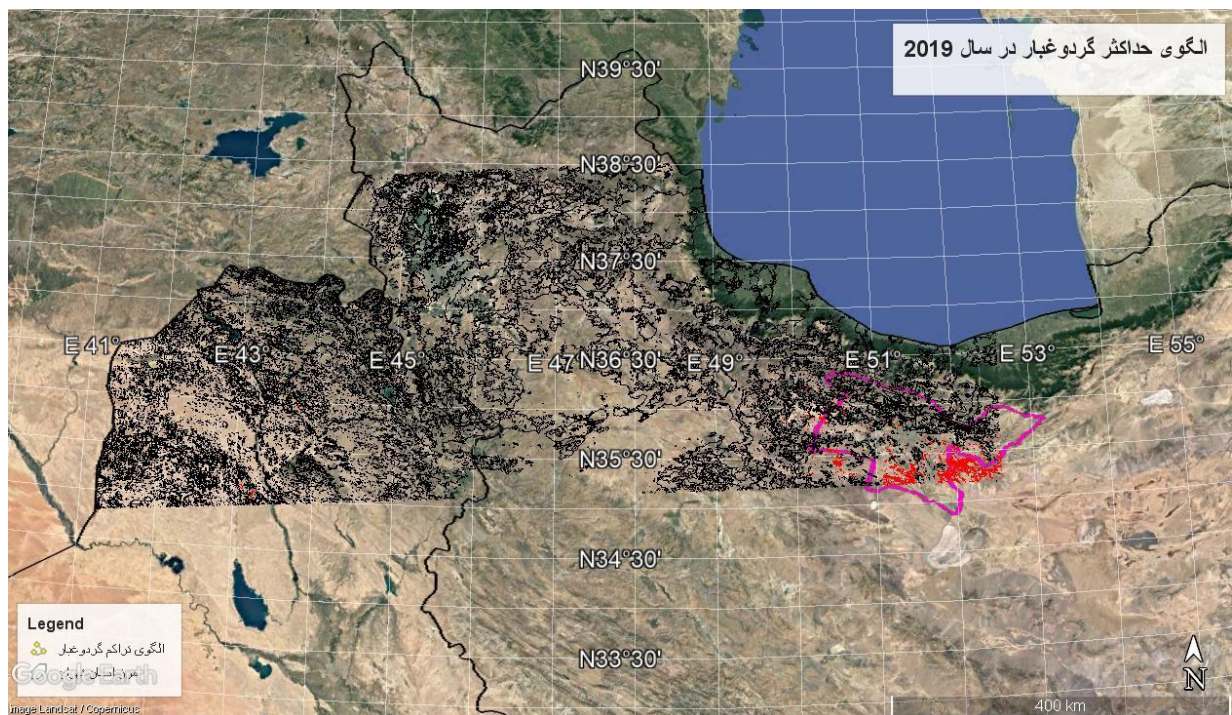 الگوی حداکثر گردوغبار در سال 2019
N39°30'
N38°30'
N37°30'
E 41°
E 43°
E 45°
E 47
N36°30'
E 49°
E 51°
E 53°
E 55°
N35°30'
N34°30'
N33°30'
Legend
الگوی تراکم گردوغبار
استان
Google Earth
Image Landsat / Copernicus
N
400 km